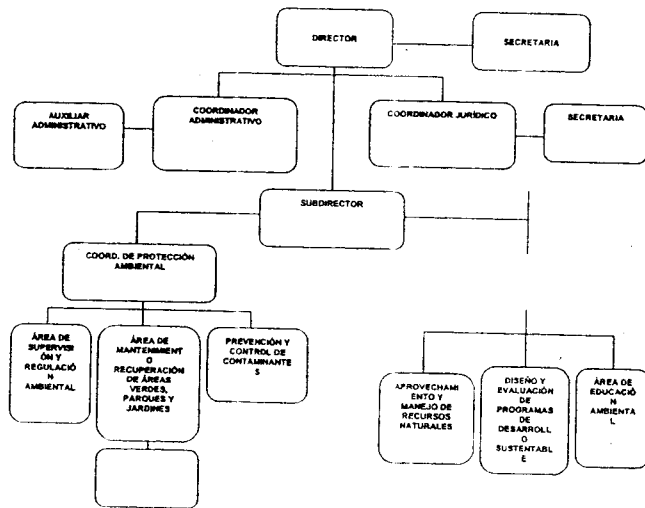 DIRECTOR
SECRETARIA
AUXILIAR
ADMINISTRATIVO
COORDINADOR
ADMINISTRATIVO
COORDINADOR JURÍDICO
SECRETARIA
SUBDIRECTOR
COORD. DE PROTECCIÓN
AMBIENTAL
ÁREA DE
SUPERVISI
ÓN Y
REGULACIÓ
N AMBIENTAL
ÁREA DE
MANTENIMIENT
O
RECUPERACIÓN
DE ÁREAS
VERDES,
PARQUES Y
JARDINES
PREVENCIÓN Y
CONTROL DE
CONTAMINANTE
S
APROVECHAMI
ENTO Y
MANEJO DE
RECURSOS
NATURALES
DISEÑO Y
EVALUACIÓN
DE
PROGRAMAS
DE
DESARROLL
O
SUSTENTABL
E
ÁREA DE
EDUCACIÓ
N
AMBIENTA
L